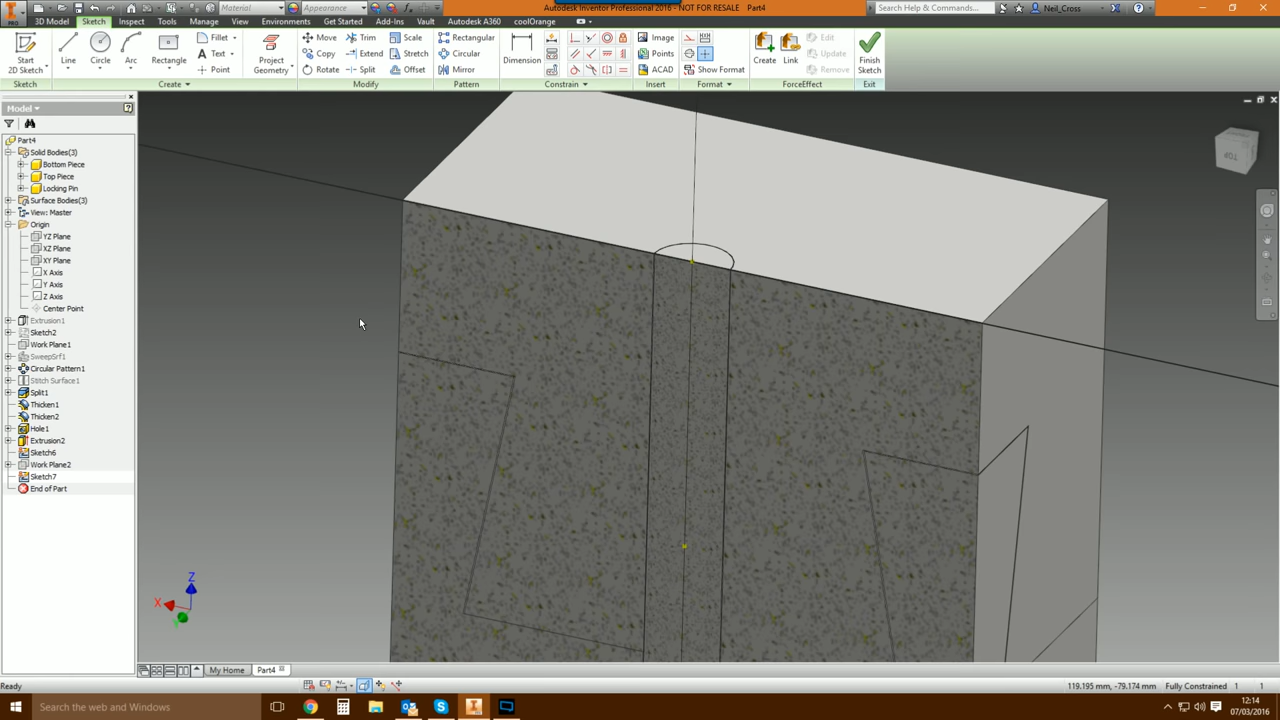 Material
Appearance
Autodesk Inventor Professional 2016 - NOT FOR RESALE Part4
Search Help & Commands...
Neil_Cross
PRO
3D Model Sketch Inspect Tools Manage View Environments Get Started Add-Ins Vault Autodesk A360 coolOrange
Start
2D Sketch
Line Circle Arc Rectangle
Fillet
Text
Point
Project
Geometry
Move Trim Scale
Copy Extend Stretch
Rotate Split Offset
Rectangular
Circular
Mirror
Dimension
Image
Points
ACAD
Show Format
Create Link
Edit
Update
Remove
Finish
Sketch
Sketch Create Modify Pattern Constrain Insert Format ForceEffect Exit
Model
Part4
Solid Bodies(3)
Bottom Piece
Top Piece
Locking Pin
Surface Bodies(3)
View: Master
Origin
YZ Plane
XZ Plane
XY Plane
X Axis
Y Axis
Z Axis
Center Point
Extrusion1
Sketch2
Work Plane1
SweepSrf1
Circular Pattern1
Stitch Surface1
Split1
Thicken1
Thicken2
Hole1
Extrusion2
Sketch6
Work Plane2
Sketch7
End of Part
TOP
Z
X
Y
My Home Part4
Ready
119.195 mm, -79.174 mm Fully Constrained 1 1
Search the web and Windows
12:14
07/03/2016